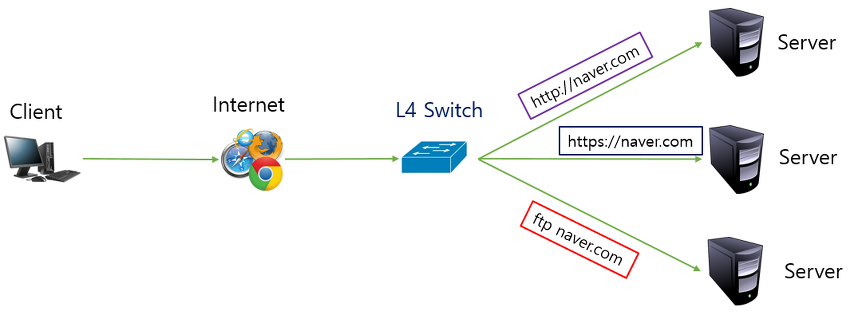 Client
Internet
L4 Switch
http://naver.com
https://naver.com
ftp naver.com
Server
Server
Server